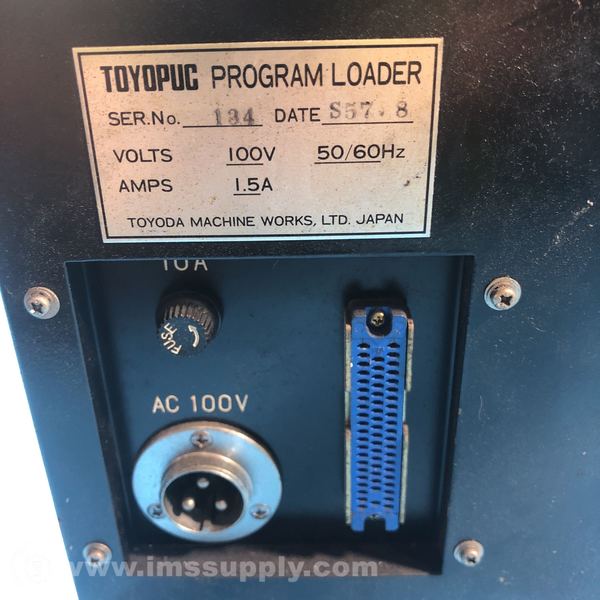 TOYOPUC PROGRAM LOADER
SER.No. 134 DATE S57.8
VOLTS 100V 50/60Hz
AMPS 1.5A
TOYODA MACHINE WORKS, LTD. JAPAN
10A
FUSE
AC 100V
www.imssupply.com